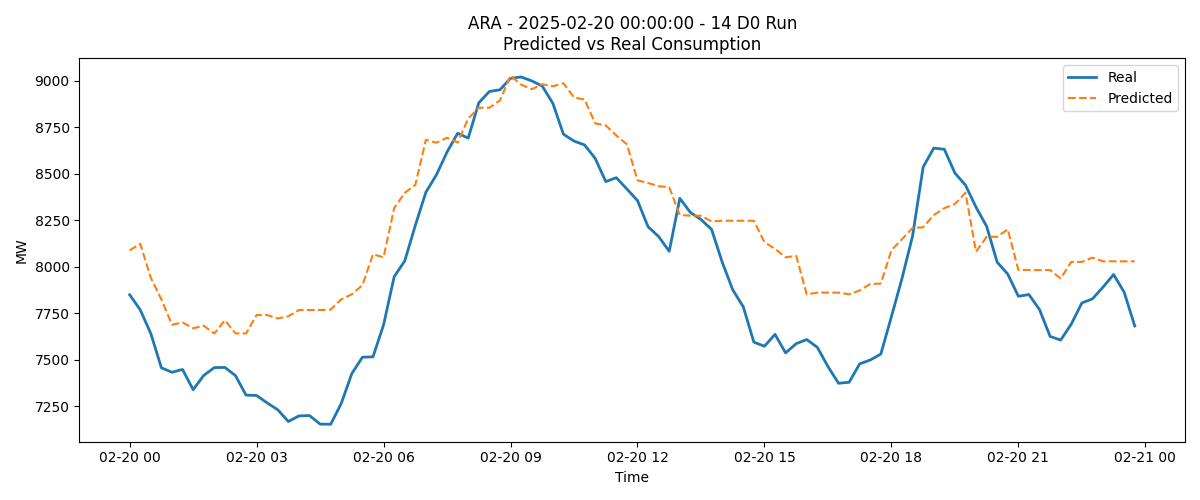 ARA - 2025-02-20 00:00:00 - 14 D0 Run
Predicted vs Real Consumption
Real
Predicted
MW
9000
8750
8500
8250
8000
7750
7500
7250
02-20 00
02-20 03
02-20 06
02-20 09
02-20 12
02-20 15
02-20 18
02-20 21
02-21 00
Time